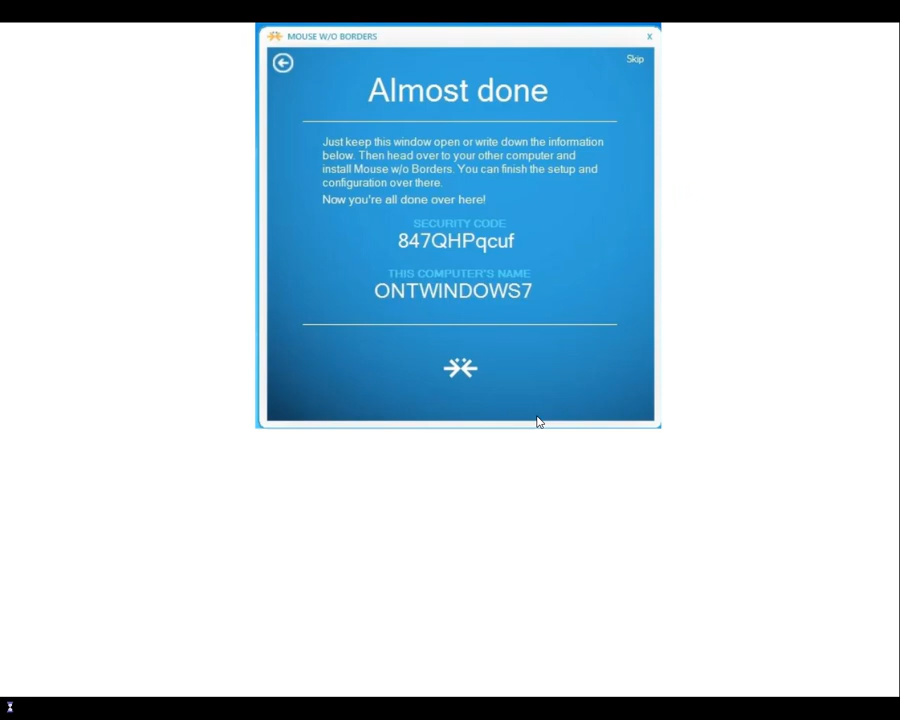 MOUSE W/O BORDERS
x
Skip
Almost done
Just keep this window open or write down the information
below. Then head over to your other computer and
install Mouse w/o Borders. You can finish the setup and
configuration over there.
Now you're all done over here!
SECURITY CODE
847QHPqcuf
THIS COMPUTER'S NAME
ONTWINDOWS7